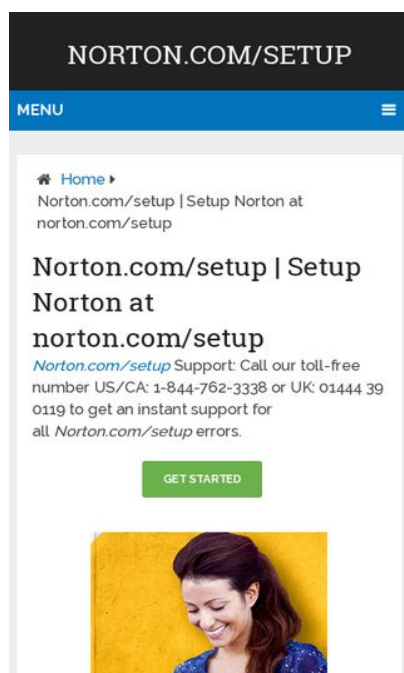 NORTON.COM/SETUP
MENU
Home
Norton.com/setup | Setup Norton at
norton.com/setup
Norton.com/setup | Setup
Norton at
norton.com/setup
Norton.com/setup Support: Call our toll-free
number US/CA: 1-844-762-3338 or UK: 01444 39
0119 to get an instant support for
all Norton.com/setup errors.
GET STARTED